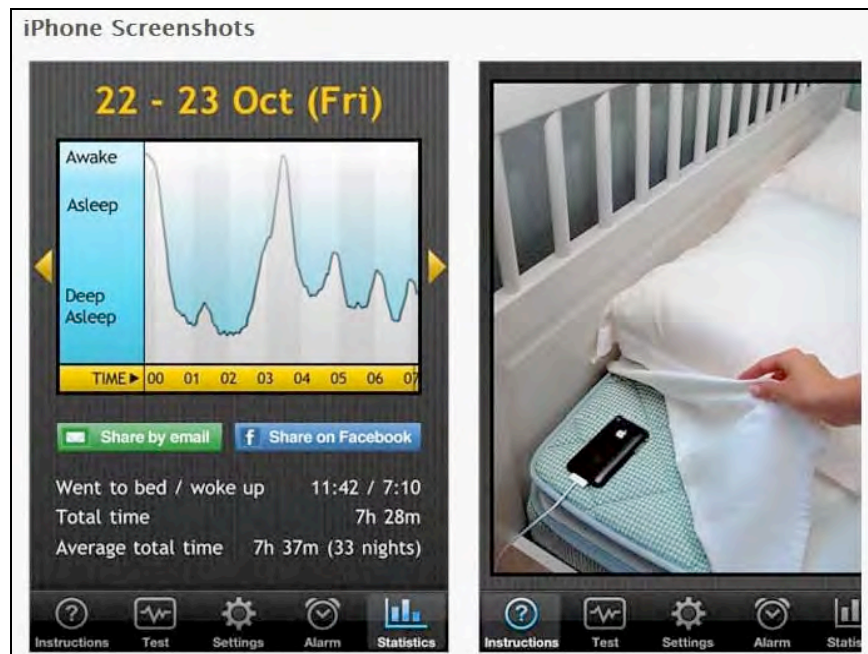 iPhone Screenshots
22 - 23 Oct (Fri)
Awake
Asleep
Deep
Asleep
TIME▶ 00 01 02 03 04 05 06 07
Share by email
f Share on Facebook
Went to bed / woke up 11:42 / 7:10
Total time 7h 28m
Average total time 7h 37m (33 nights)
? Instructions Test Settings Alarm Statistics
? Instructions Test Settings Alarm Statis